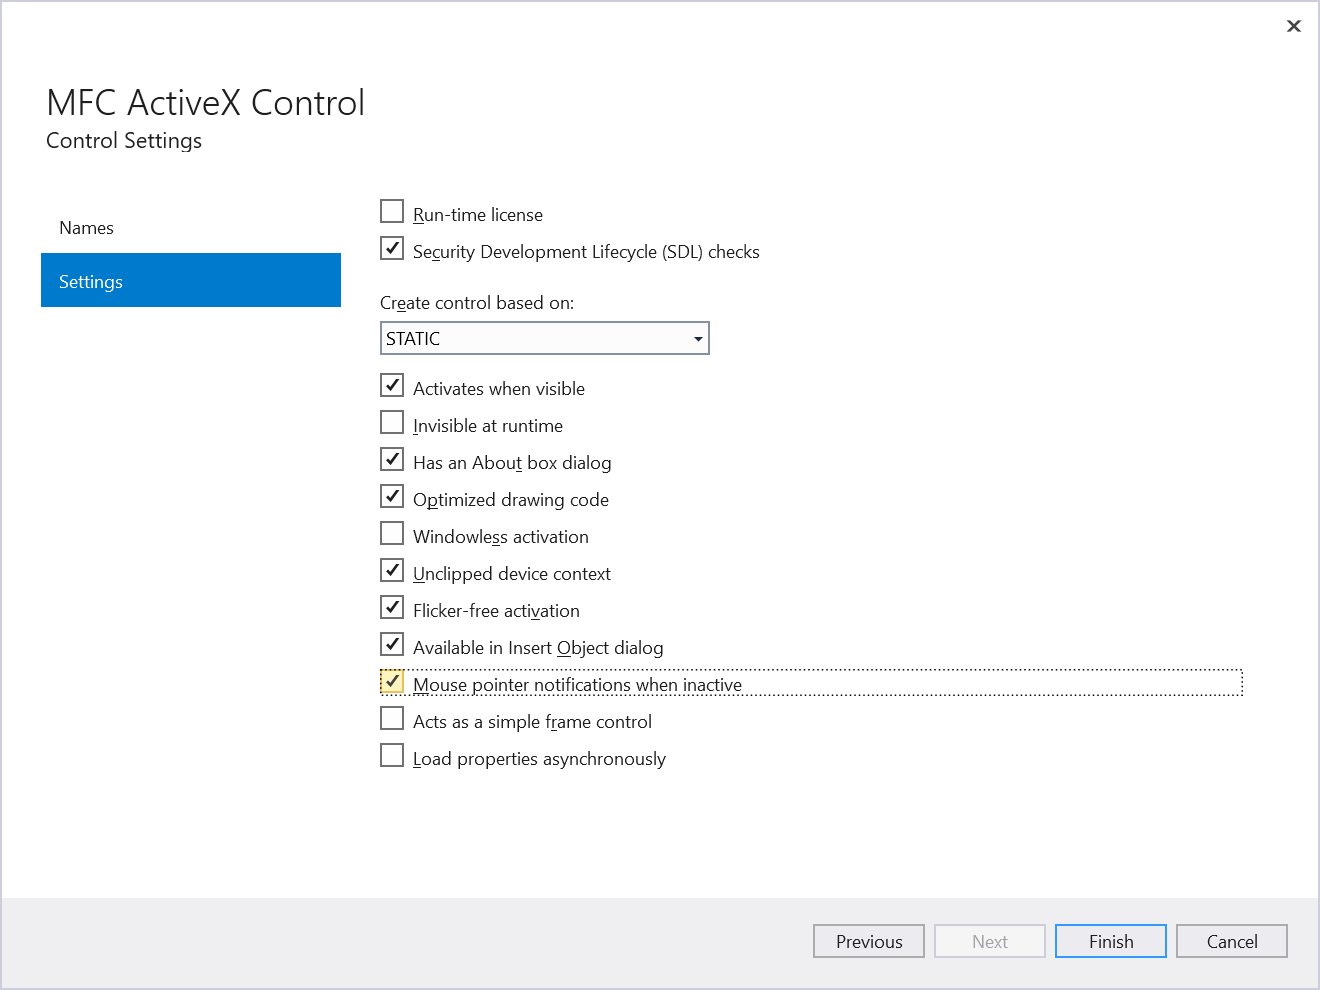 MFC ActiveX Control
Control Settings
Names
Settings
Run-time license
Security Development Lifecycle (SDL) checks
Create control based on:
STATIC
Activates when visible
Invisible at runtime
Has an About box dialog
Optimized drawing code
Windowless activation
Unclipped device context
Flicker-free activation
Available in Insert Object dialog
Mouse pointer notifications when inactive
Acts as a simple frame control
Load properties asynchronously
Previous
Next
Finish
Cancel